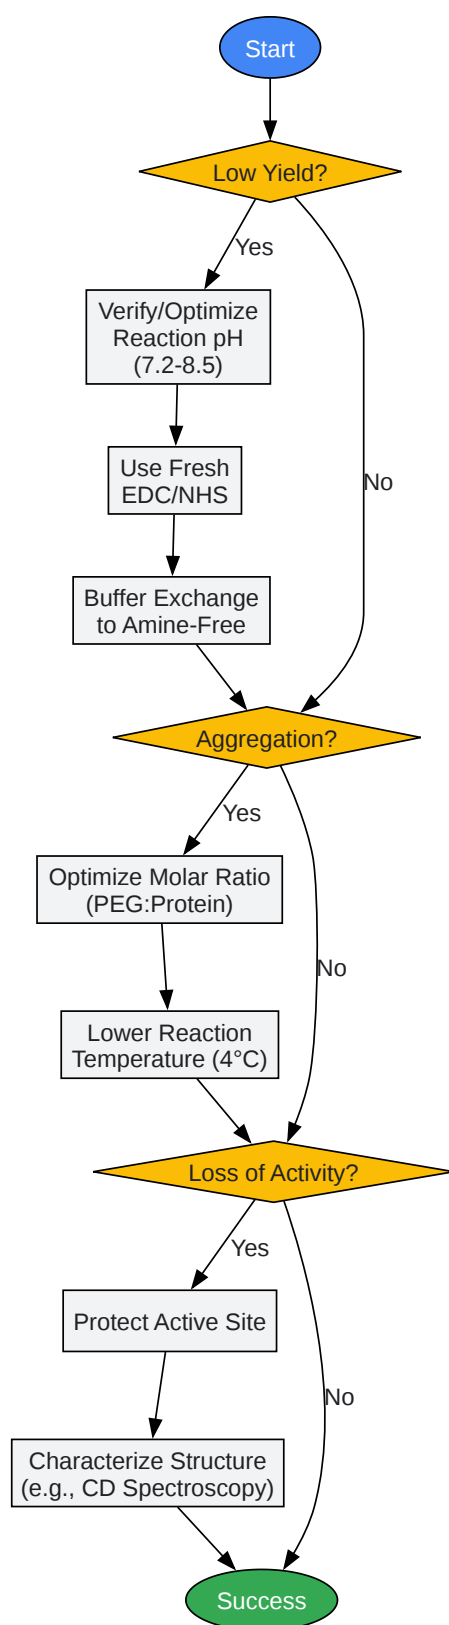 Start
Low Yield?
Yes
Verify/Optimize
Reaction pH
(7.2-8.5)
Use Fresh
EDC/NHS
No
Buffer Exchange
to Amine-Free
Aggregation?
Yes
Optimize Molar Ratio
(PEG:Protein)
No
Lower Reaction
Temperature (4°C)
Loss of Activity?
Yes
Protect Active Site
No
Characterize Structure
(e.g., CD Spectroscopy)
Success